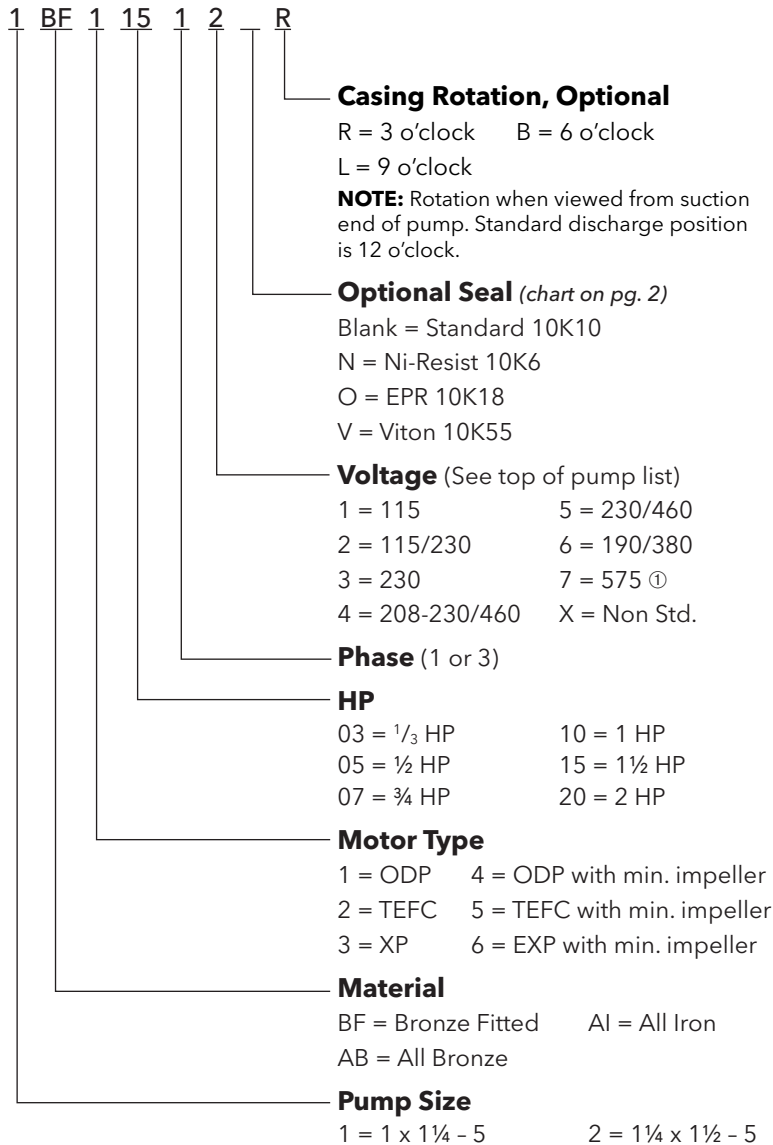 1 BF 1 15 1 2 _ R
Casing Rotation, Optional
R = 3 o’clock B = 6 o’clock
L = 9 o’clock
NOTE: Rotation when viewed from suction
end of pump. Standard discharge position
is 12 o’clock.
Optional Seal (chart on pg. 2)
Blank = Standard 10K10
N = Ni-Resist 10K6
O = EPR 10K18
V = Viton 10K55
Voltage (See top of pump list)
1 = 115 5 = 230/460
2 = 115/230 6 = 190/380
3 = 230 7 = 575 ①
4 = 208-230/460 X = Non Std.
Phase (1 or 3)
HP
03 = 1/3 HP 10 = 1 HP
05 = ½ HP 15 = 1½ HP
07 = ¾ HP 20 = 2 HP
Motor Type
1 = ODP 4 = ODP with min. impeller
2 = TEFC 5 = TEFC with min. impeller
3 = XP 6 = EXP with min. impeller
Material
BF = Bronze Fitted AI = All Iron
AB = All Bronze
Pump Size
1 = 1 x 1¼ – 5 2 = 1¼ x 1½ – 5